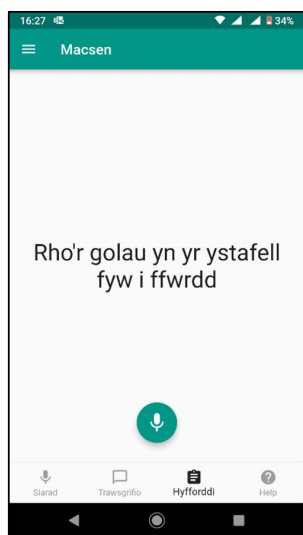 16:27 34%
Macsen
Rho'r golau yn yr ystafell
fyw i ffwrdd
Siarad Trawsgrifio Hyfforddi Help